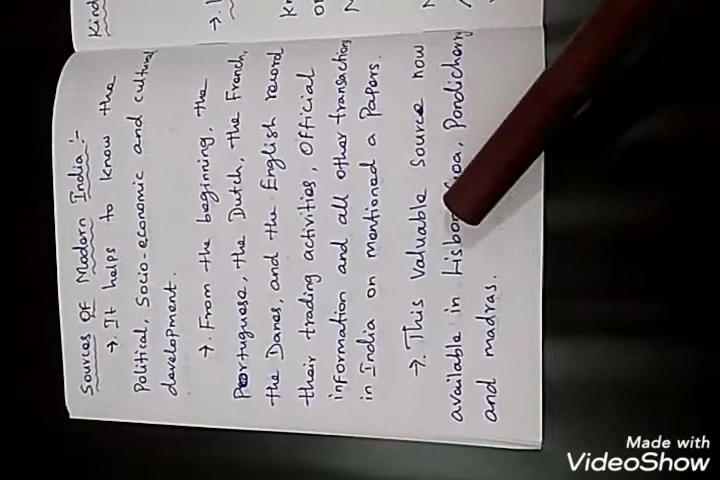 Sources Of Modern India :-
→ It helps to know the
Political, Socio-economic and cultural
development.
→ From the beginning, the
Portuguese, the Dutch, the French,
the Danes, and the English record
their trading activities, Official
information and all other transactions
in India on mentioned a Papers.
→ This Valuable Source now
available in Lisbon, Goa, Pondicherry
and madras.
Kind
Made with
VideoShow